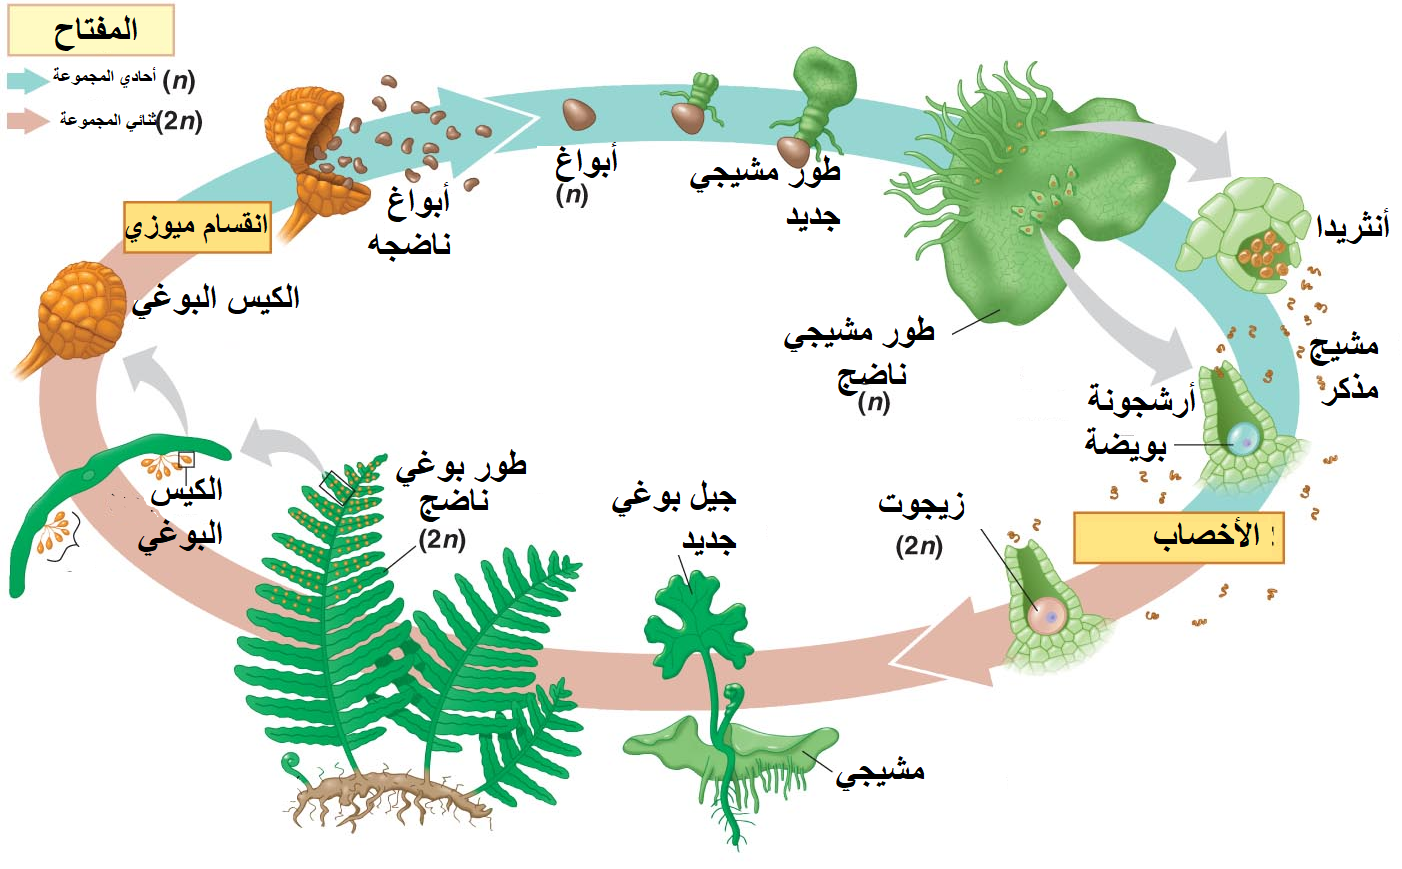 المفتاح
أحادي المجموعة (n)
ثنائي المجموعة (2n)
انقسام ميوزي
أبواغ
ناضجه
أبواغ
(n)
طور مشيجي
جديد
أنثريدا
مشيج
مذكر
طور مشيجي
ناضج
(n)
أرشجونة
بويضة
الأخصاب
زيجوت
(2n)
جيل بوغي
جديد
مشيجي
طور بوغي
ناضج
(2n)
الكيس
البوغي
الكيس البوغي